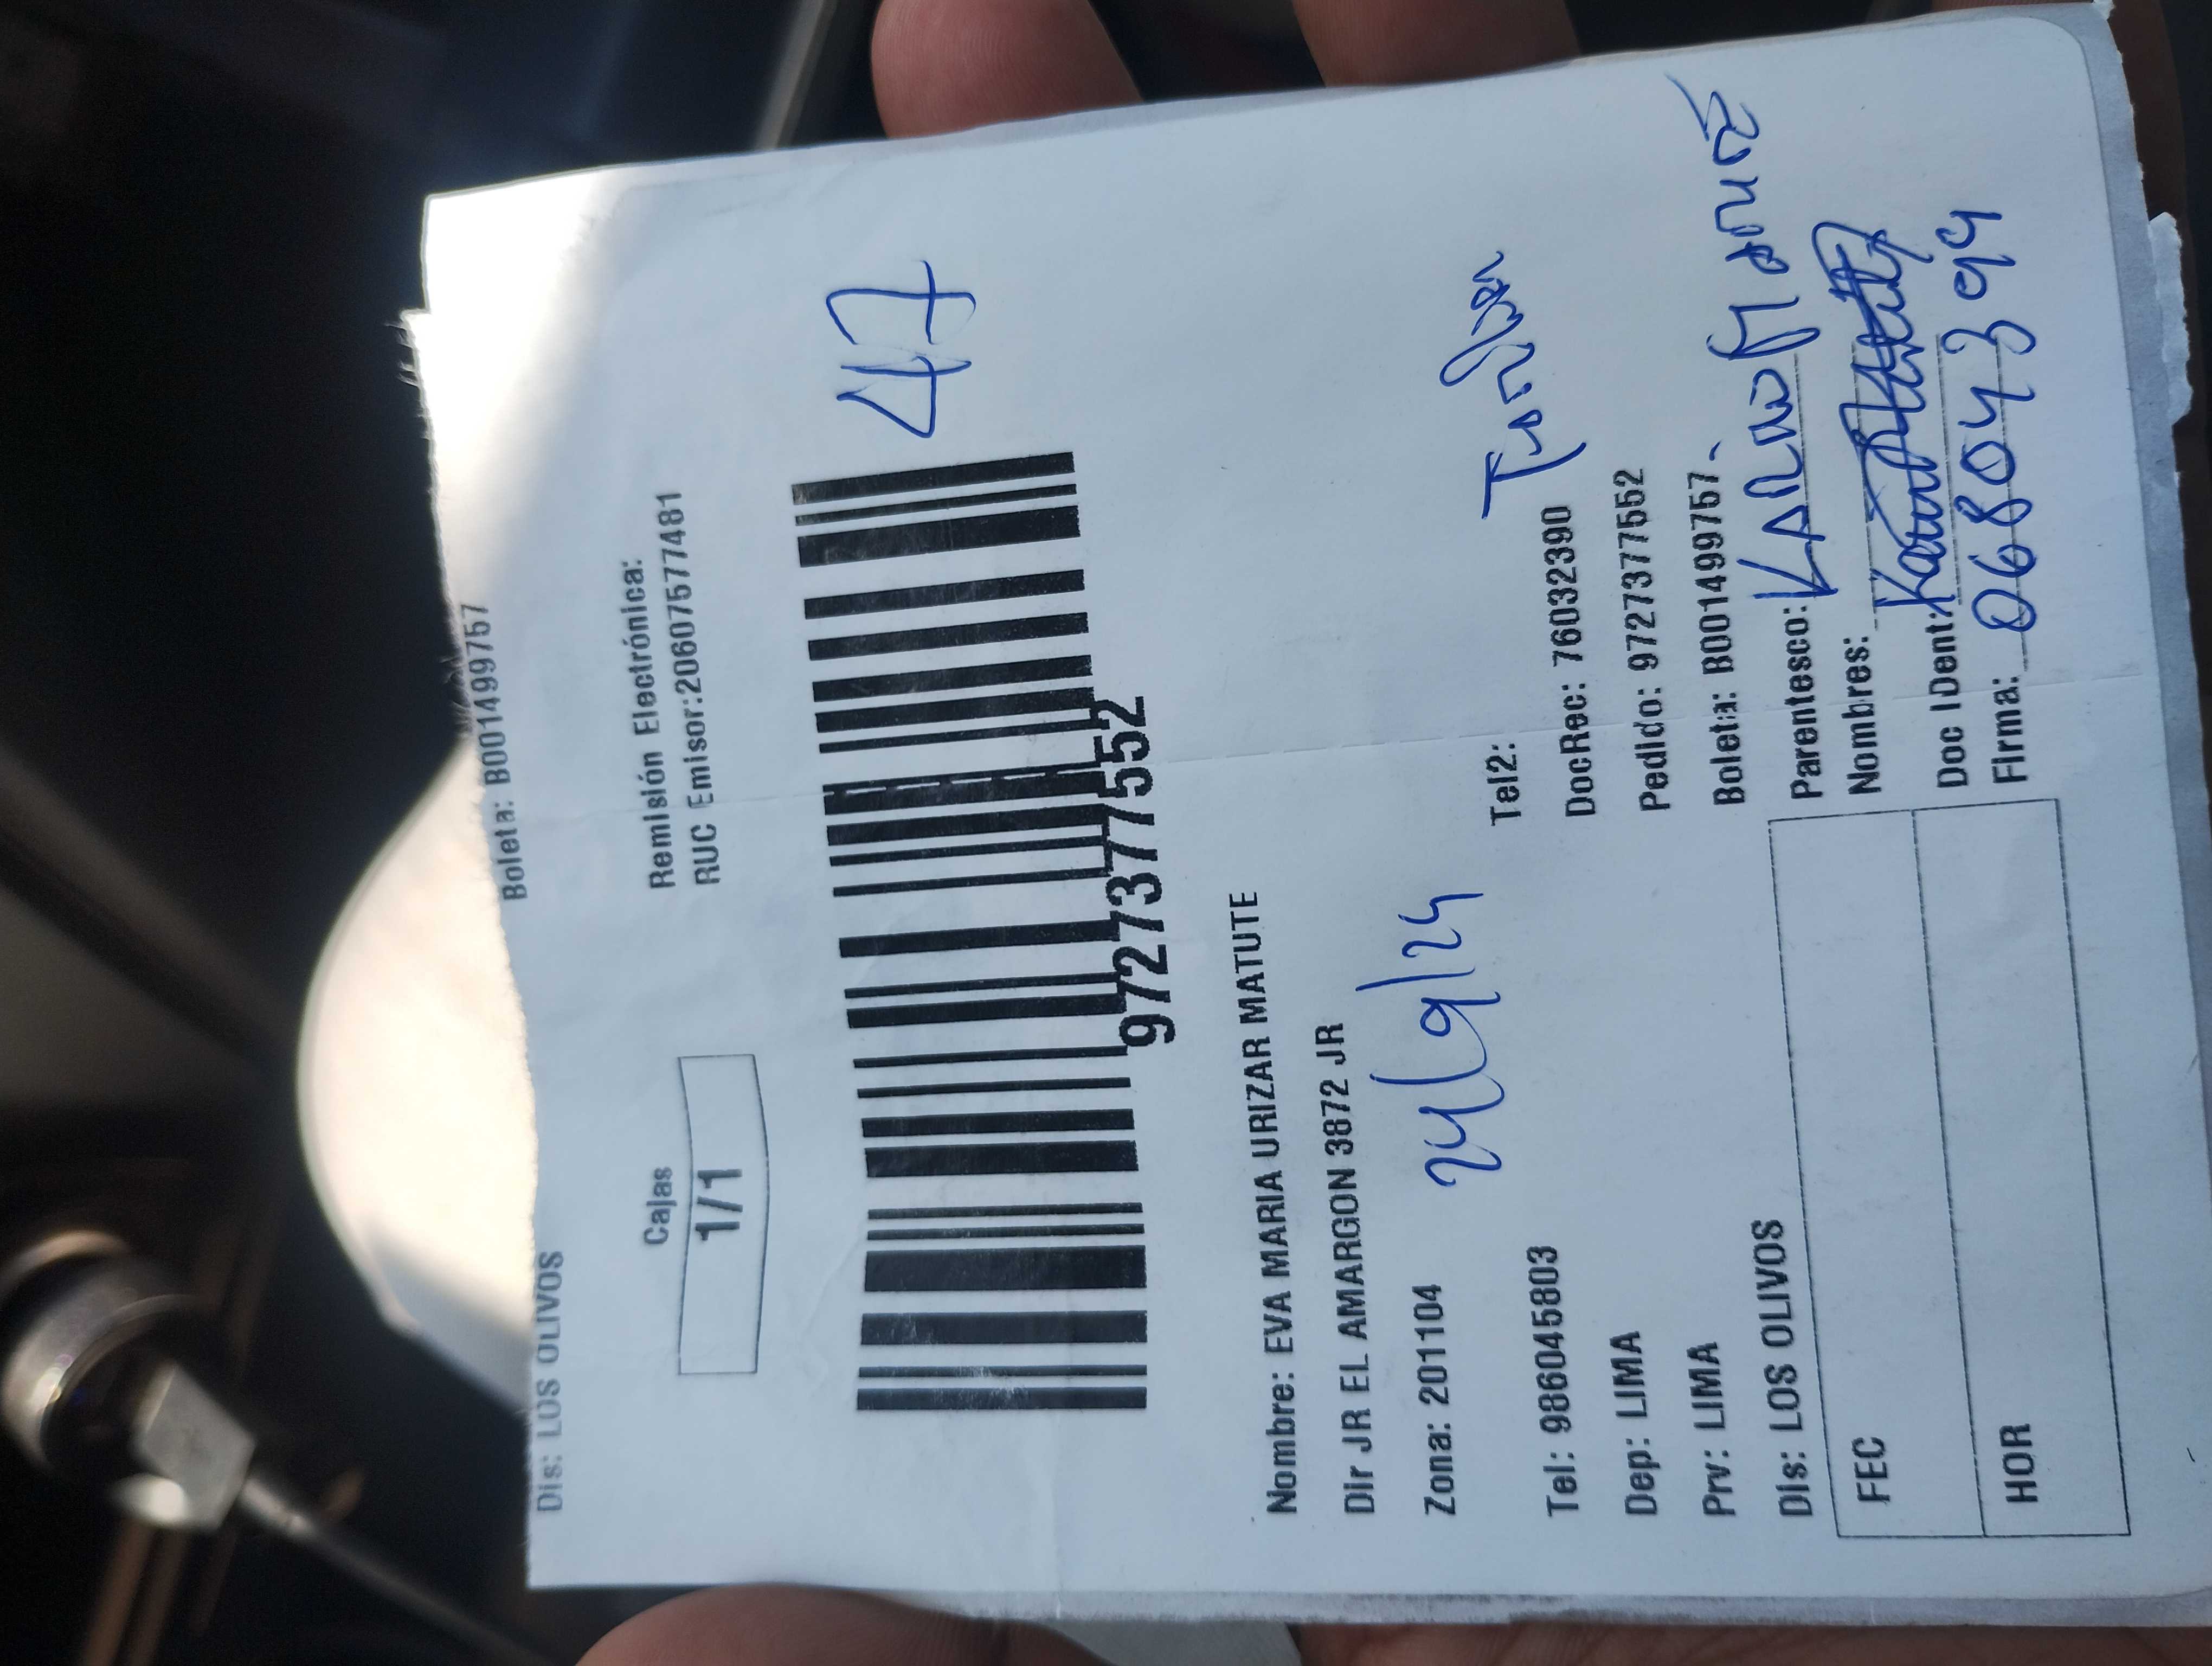 Dis: LOS OLIVOS Boleta: B001499757
Cajas Remisión Electrónica:
1/1 RUC Emisor:20607577481
47
9727377552
Nombre: EVA MARIA URIZAR MATUTE
Dir JR EL AMARGON 3872 JR
Zona: 201104
24/9/24
Tel: 986045803 Tel2:
Dep: LIMA DocRec: 76032390
Prv: LIMA Pedido: 972737552
Dis: LOS OLIVOS Boleta: B001499757
FEC Parentesco:
Nombres:
HOR Doc IDent:
Firma: 06804399